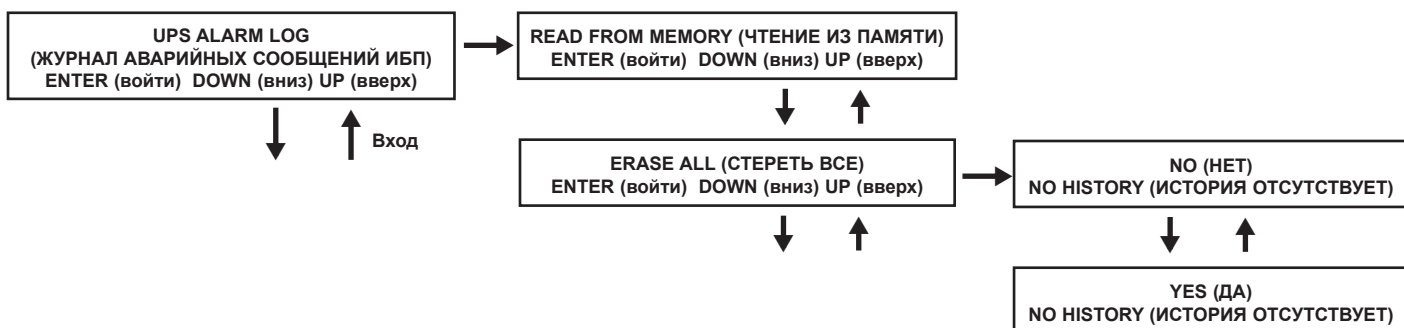 UPS ALARM LOG
(ЖУРНАЛ АВАРИЙНЫХ СООБЩЕНИЙ ИБП)
ENTER (войти) DOWN (вниз) UP (вверх)
READ FROM MEMORY (ЧТЕНИЕ ИЗ ПАМЯТИ)
ENTER (войти) DOWN (вниз) UP (вверх)
Вход
ERASE ALL (СТЕРЕТЬ ВСЕ)
ENTER (войти) DOWN (вниз) UP (вверх)
NO (НЕТ)
NO HISTORY (ИСТОРИЯ ОТСУТСТВУЕТ)
YES (ДА)
NO HISTORY (ИСТОРИЯ ОТСУТСТВУЕТ)